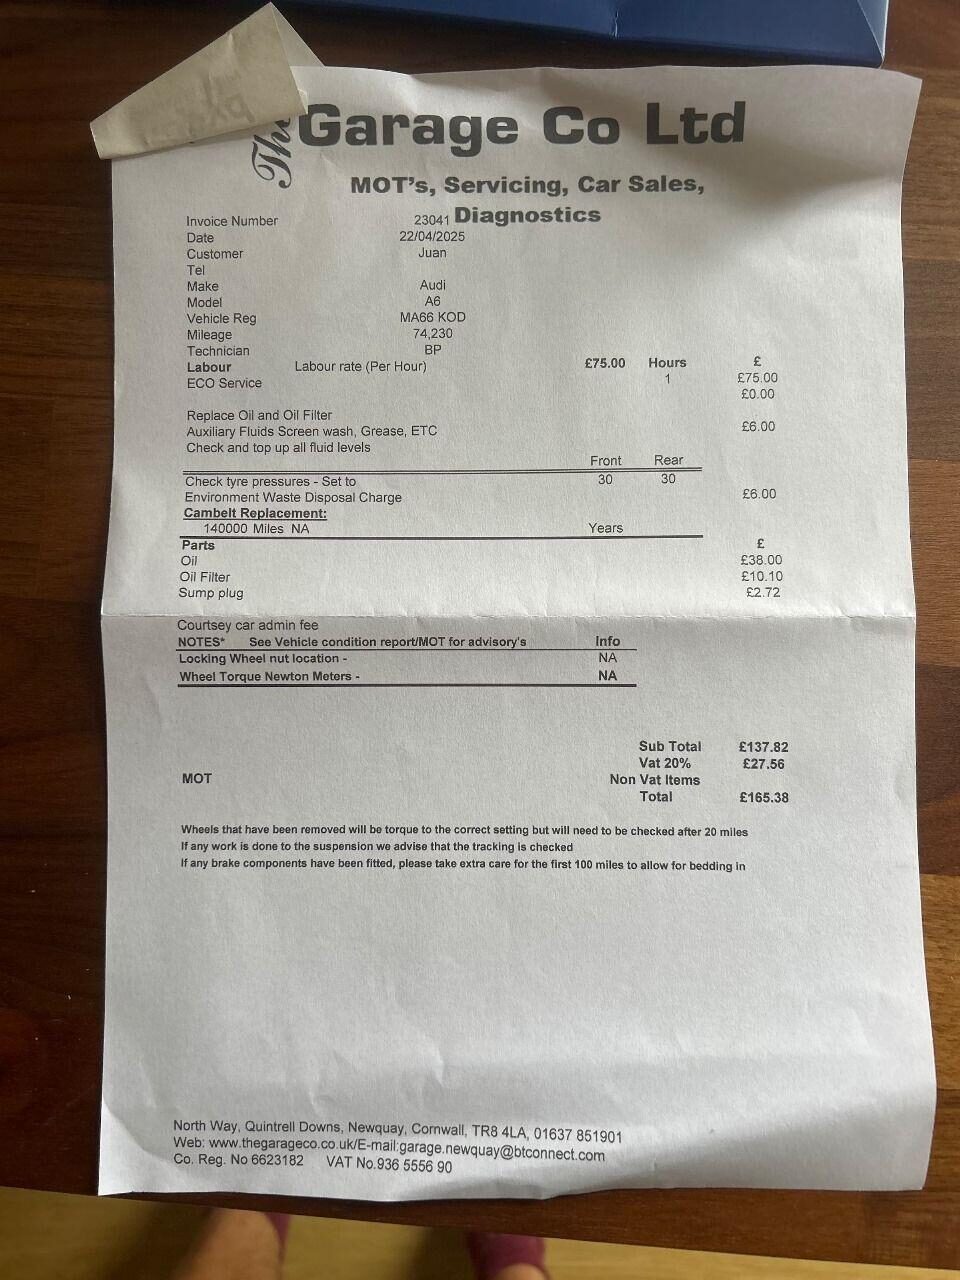 The Garage Co Ltd
MOT's, Servicing, Car Sales,
Diagnostics
Invoice Number 23041
Date 22/04/2025
Customer Juan
Tel
Make Audi
Model A6
Vehicle Reg MA66 KOD
Mileage 74,230
Technician BP
Labour Labour rate (Per Hour) £75.00 Hours £
ECO Service 1 £75.00
£0.00
Replace Oil and Oil Filter
Auxiliary Fluids Screen wash, Grease, ETC £6.00
Check and top up all fluid levels
Front Rear
Check tyre pressures - Set to 30 30
Environment Waste Disposal Charge £6.00
Cambelt Replacement:
140000 Miles NA Years
Parts £
Oil £38.00
Oil Filter £10.10
Sump plug £2.72
Courtsey car admin fee
NOTES* See Vehicle condition report/MOT for advisory's Info
Locking Wheel nut location - NA
Wheel Torque Newton Meters - NA
Sub Total £137.82
Vat 20% £27.56
MOT Non Vat Items
Total £165.38
Wheels that have been removed will be torque to the correct setting but will need to be checked after 20 miles
If any work is done to the suspension we advise that the tracking is checked
If any brake components have been fitted, please take extra care for the first 100 miles to allow for bedding in
North Way, Quintrell Downs, Newquay, Cornwall, TR8 4LA, 01637 851901
Web: www.thegarageco.co.uk/E-mail:garage.newquay@btconnect.com
Co. Reg. No 6623182 VAT No.936 5556 90